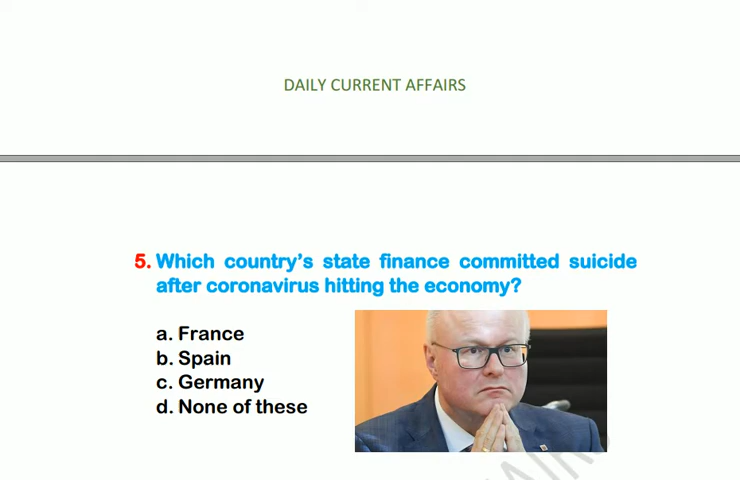 DAILY CURRENT AFFAIRS
5. Which country's state finance committed suicide
after coronavirus hitting the economy?
a. France
b. Spain
c. Germany
d. None of these